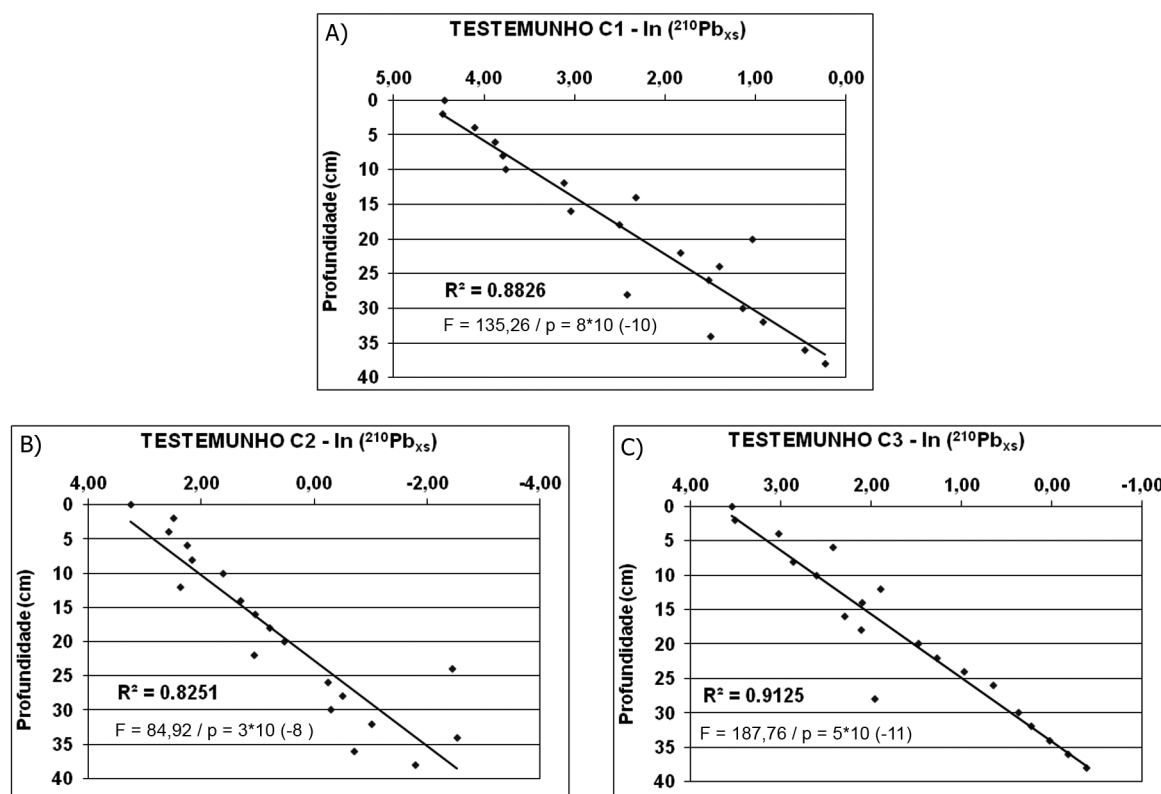 A)
TESTEMUNHO C1 - ln (²¹⁰Pbxs)
5,00 4,00 3,00 2,00 1,00 0,00
Profundidade (cm)
0
5
10
15
20
25
30
35
40
R² = 0.8826
F = 135,26 / p = 8*10 (-10)
B)
TESTEMUNHO C2 - ln (²¹⁰Pbxs)
4,00 2,00 0,00 -2,00 -4,00
Profundidade (cm)
0
5
10
15
20
25
30
35
40
R² = 0.8251
F = 84,92 / p = 3*10 (-8 )
C)
TESTEMUNHO C3 - ln (²¹⁰Pbxs)
4,00 3,00 2,00 1,00 0,00 -1,00
Profundidade (cm)
0
5
10
15
20
25
30
35
40
R² = 0.9125
F = 187,76 / p = 5*10 (-11)